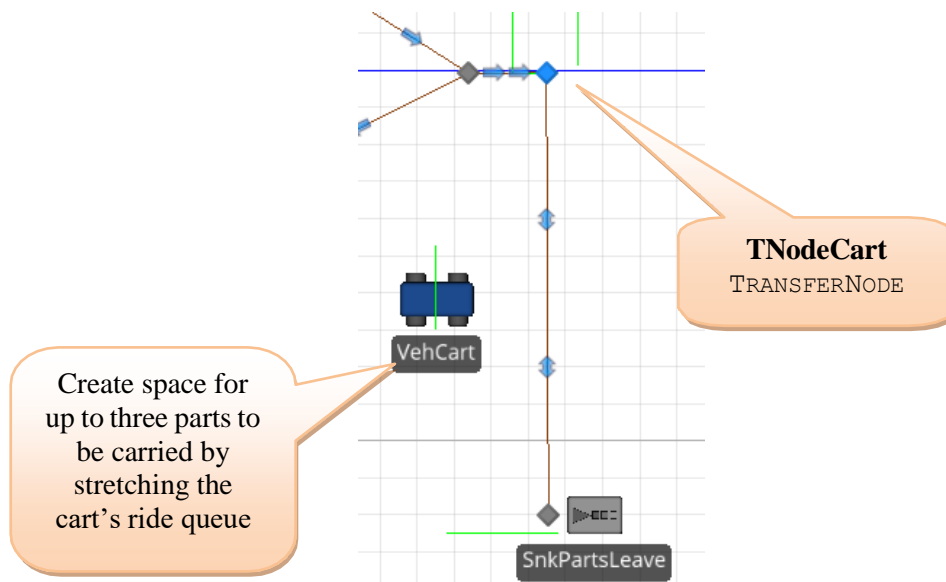 TNodeCart
TRANSFERNODE
VehCart
Create space for
up to three parts to
be carried by
stretching the
cart's ride queue
SnkPartsLeave